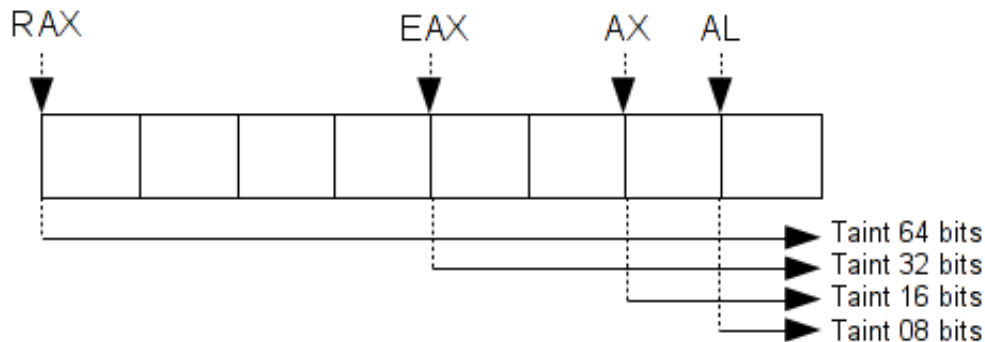 RAX EAX AX AL
Taint 64 bits
Taint 32 bits
Taint 16 bits
Taint 08 bits